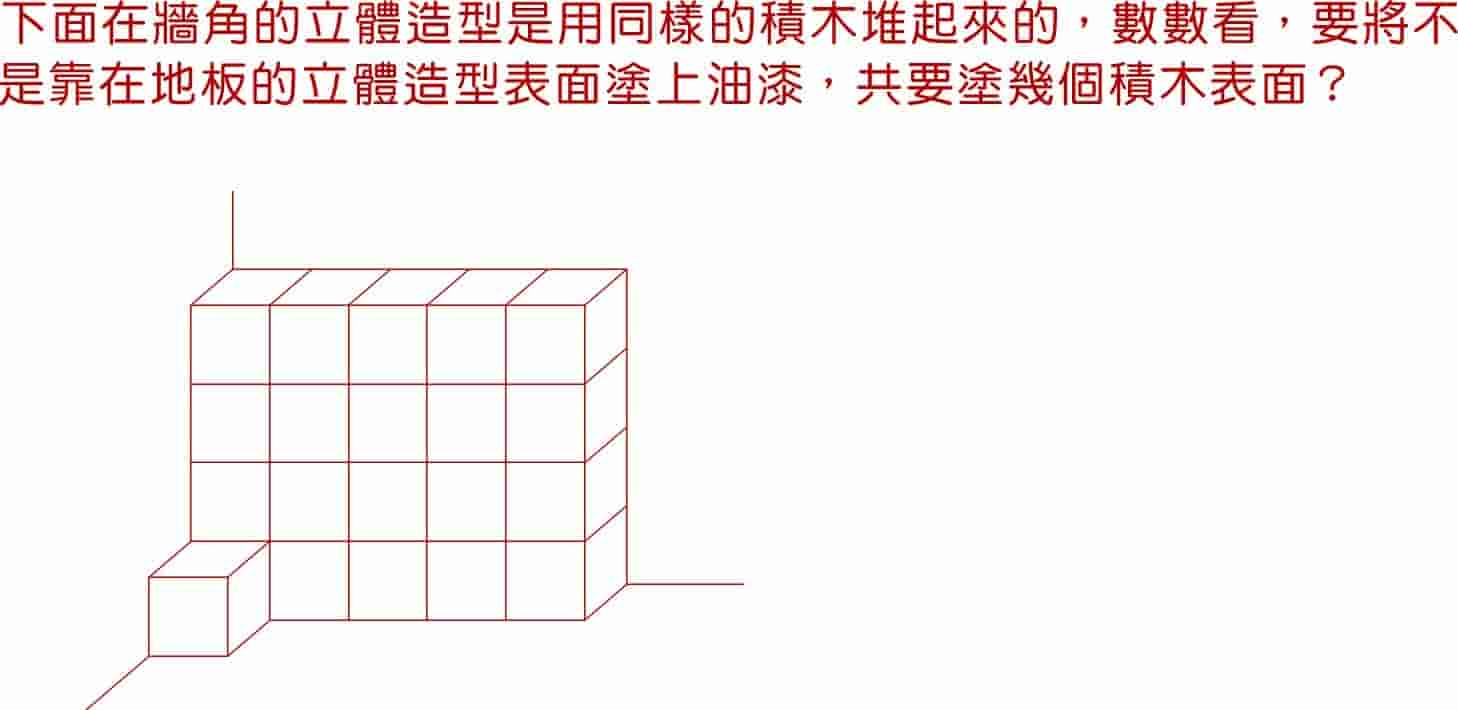 下面在牆角的立體造型是用同樣的積木堆起來的，數數看，要將不
是靠在地板的立體造型表面塗上油漆，共要塗幾個積木表面？